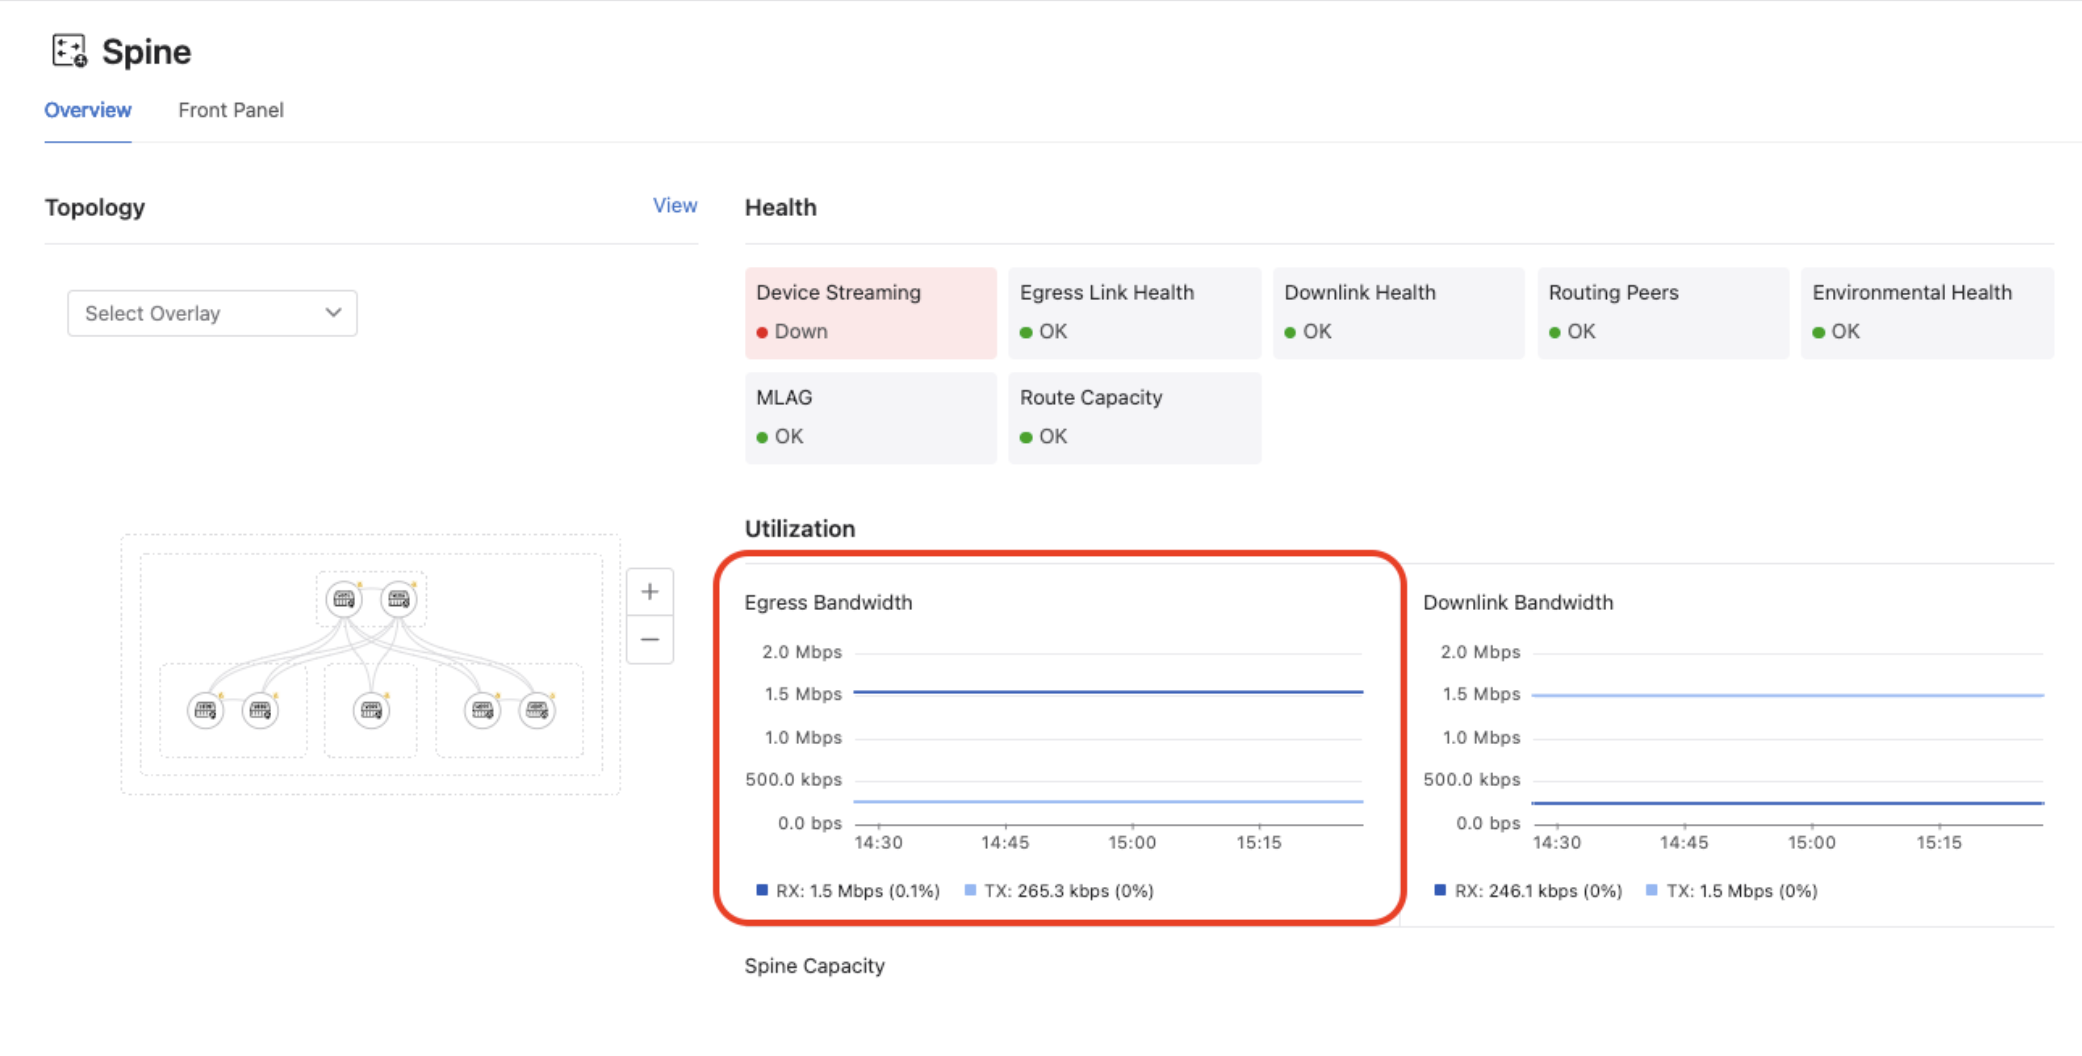 Spine
Overview
Front Panel
Topology
View
Select Overlay
+
−
Health
Device Streaming
Down
Egress Link Health
OK
Downlink Health
OK
Routing Peers
OK
Environmental Health
OK
MLAG
OK
Route Capacity
OK
Utilization
Egress Bandwidth
2.0 Mbps
1.5 Mbps
1.0 Mbps
500.0 kbps
0.0 bps
14:30 14:45 15:00 15:15
RX: 1.5 Mbps (0.1%) TX: 265.3 kbps (0%)
Downlink Bandwidth
2.0 Mbps
1.5 Mbps
1.0 Mbps
500.0 kbps
0.0 bps
14:30 14:45 15:00 15:15
RX: 246.1 kbps (0%) TX: 1.5 Mbps (0%)
Spine Capacity